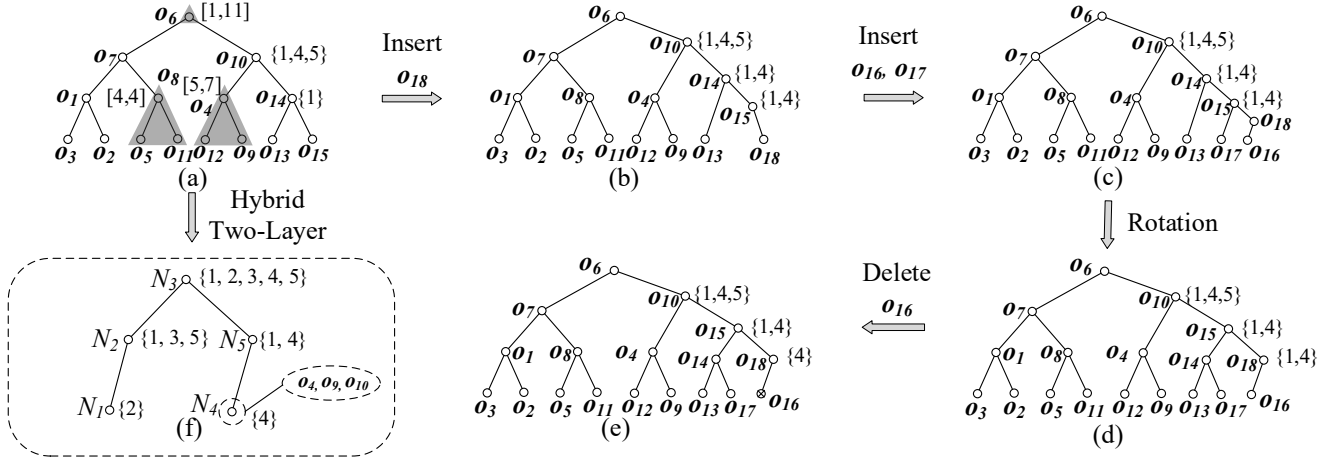 o6 [1,11]
o7 o10 {1,4,5}
o8
o1 [4,4] [5,7] o4 o14 {1}
o3 o2 o5 o11 o12 o9 o13 o15
(a)
Insert
o18
o6
o7 o10 {1,4,5}
o14 {1,4}
o1 o8 o4 o15 {1,4}
o3 o2 o5 o11 o12 o9 o13 o18
(b)
Insert
o16, o17
o6
o7 o10 {1,4,5}
o14 {1,4}
o1 o8 o4 o15 {1,4}
o18
o3 o2 o5 o11 o12 o9 o13 o17 o16
(c)
Hybrid
Two-Layer
Rotation
N3 {1, 2, 3, 4, 5}
N2 {1, 3, 5} N5 {1, 4}
o4, o9, o10
N1 {2} N4 {4}
(f)
o6
o10 {1,4,5}
o7 o15 {1,4}
o1 o8 o4 o14 o18 {4}
o3 o2 o5 o11 o12 o9 o13 o17 o16
(e)
Delete
o16
o6
o10 {1,4,5}
o7 o15 {1,4}
o1 o8 o4 o14 o18 {1,4}
o3 o2 o5 o11 o12 o9 o13 o17 o16
(d)